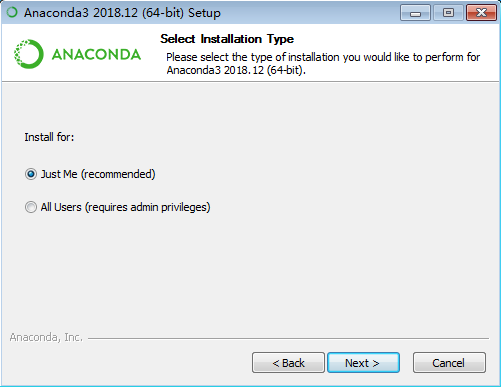 Anaconda3 2018.12 (64-bit) Setup
Select Installation Type
Please select the type of installation you would like to perform for
Anaconda3 2018.12 (64-bit).
ANACONDA
Install for:
Just Me (recommended)
All Users (requires admin privileges)
Anaconda, Inc.
< Back
Next >
Cancel